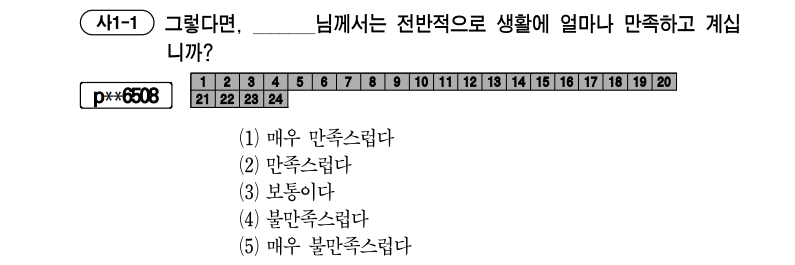 사1-1 그렇다면, ______님께서는 전반적으로 생활에 얼마나 만족하고 계십
니까?
p**6508 1 2 3 4 5 6 7 8 9 10 11 12 13 14 15 16 17 18 19 20
21 22 23 24
(1) 매우 만족스럽다
(2) 만족스럽다
(3) 보통이다
(4) 불만족스럽다
(5) 매우 불만족스럽다